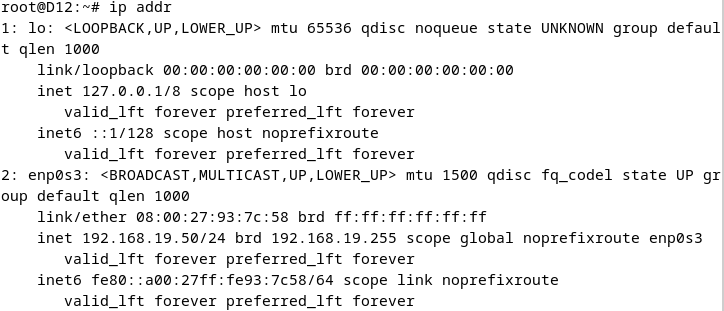 root@D12:~# ip addr
1: lo: <LOOPBACK,UP,LOWER_UP> mtu 65536 qdisc noqueue state UNKNOWN group defaul
t qlen 1000
    link/loopback 00:00:00:00:00:00 brd 00:00:00:00:00:00
    inet 127.0.0.1/8 scope host lo
       valid_lft forever preferred_lft forever
    inet6 ::1/128 scope host noprefixroute
       valid_lft forever preferred_lft forever
2: enp0s3: <BROADCAST,MULTICAST,UP,LOWER_UP> mtu 1500 qdisc fq_codel state UP gr
oup default qlen 1000
    link/ether 08:00:27:93:7c:58 brd ff:ff:ff:ff:ff:ff
    inet 192.168.19.50/24 brd 192.168.19.255 scope global noprefixroute enp0s3
       valid_lft forever preferred_lft forever
    inet6 fe80::a00:27ff:fe93:7c58/64 scope link noprefixroute
       valid_lft forever preferred_lft forever